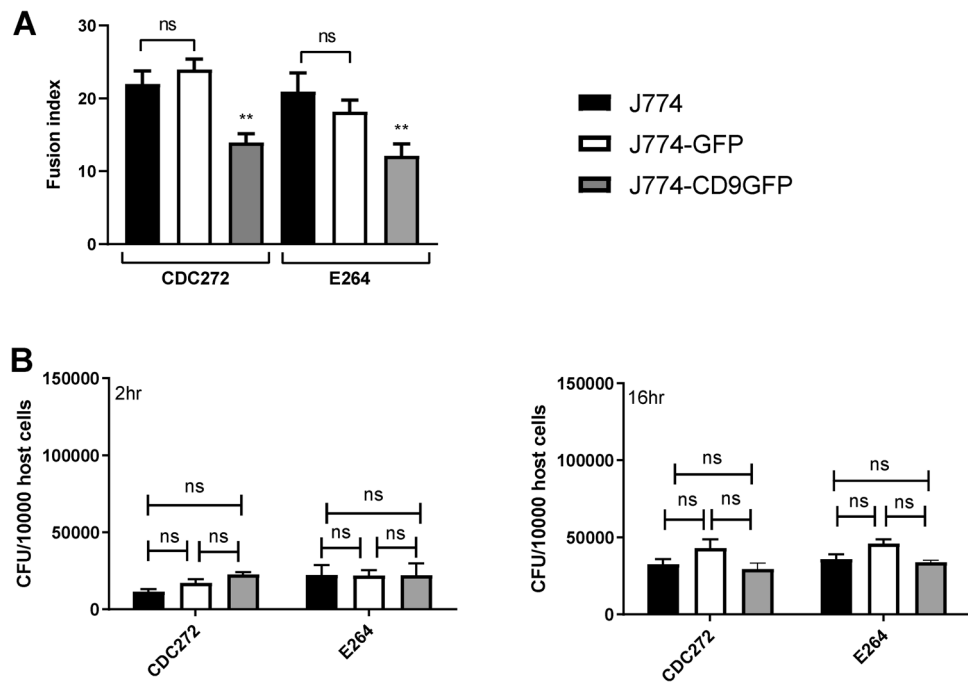 A
ns
ns
30
20
10
0
Fusion index
**
**
CDC272
E264
J774
J774-GFP
J774-CD9GFP
B
2hr
150000
100000
50000
0
CFU/10000 host cells
ns
ns
ns
ns
ns
ns
CDC272
E264
16hr
150000
100000
50000
0
CFU/10000 host cells
ns
ns
ns
ns
ns
ns
CDC272
E264